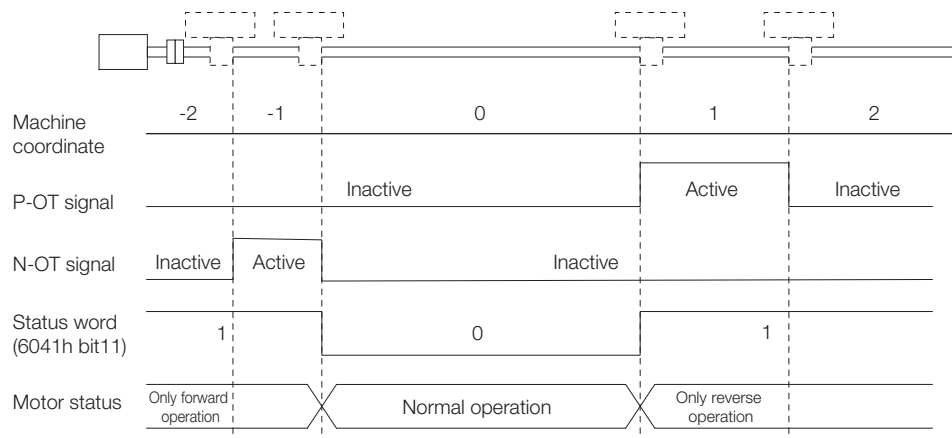 Machine
coordinate
-2 -1 0 1 2
P-OT signal
Inactive Active Inactive
N-OT signal
Inactive Active Inactive
Status word
(6041h bit11)
1 0 1
Motor status
Only forward
operation
Normal operation
Only reverse
operation